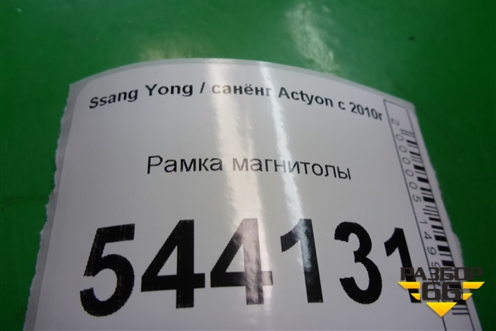 Ssang Yong / санёнг Actyon с 2010г
Рамка магнитолы
544131
РАЗБОР
66